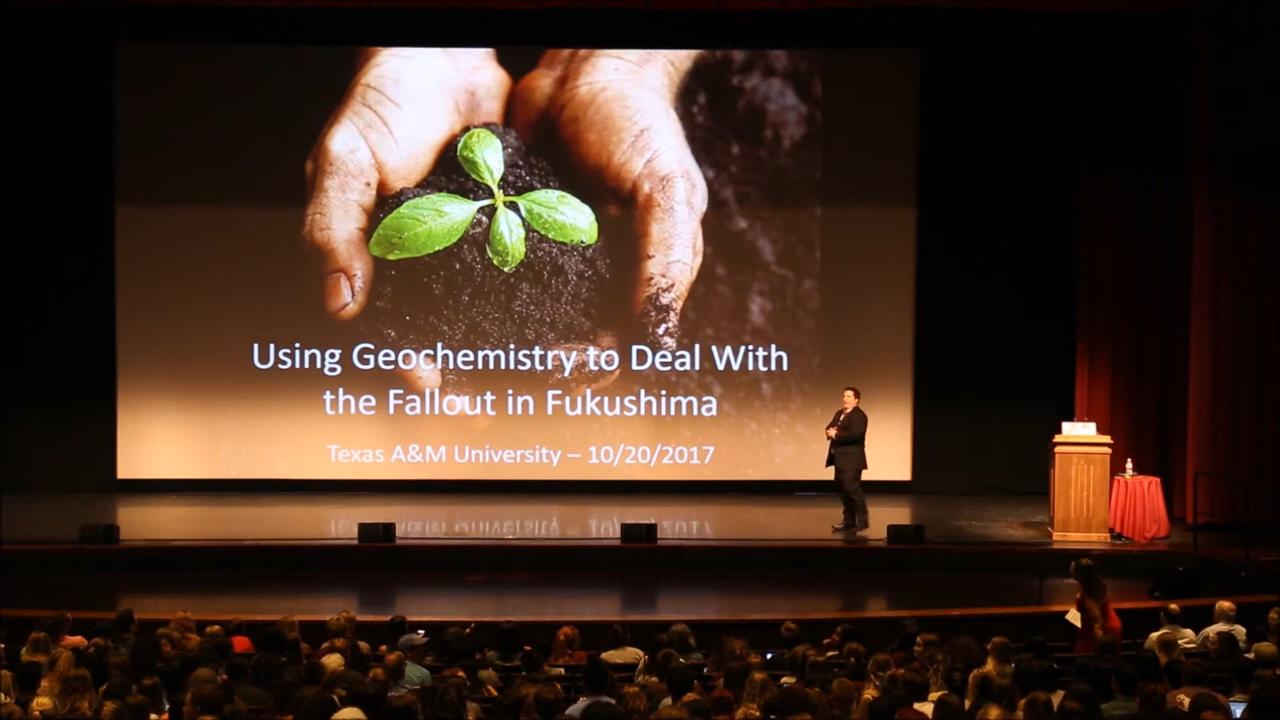 Using Geochemistry to Deal With
the Fallout in Fukushima
Texas A&M University – 10/20/2017